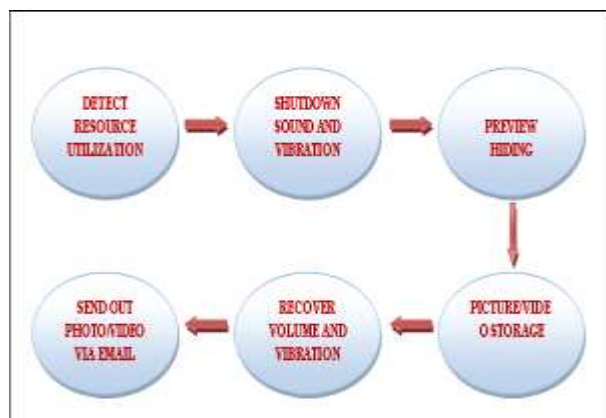 DETECT
RESOURCE
UTILIZATION
SHUTDOWN
SOUND AND
VIBRATION
PREVIEW
HIDING
PICTURE/VIDE
O STORAGE
RECOVER
VOLUME AND
VIBRATION
SEND OUT
PHOTO/VIDEO
VIA EMAIL